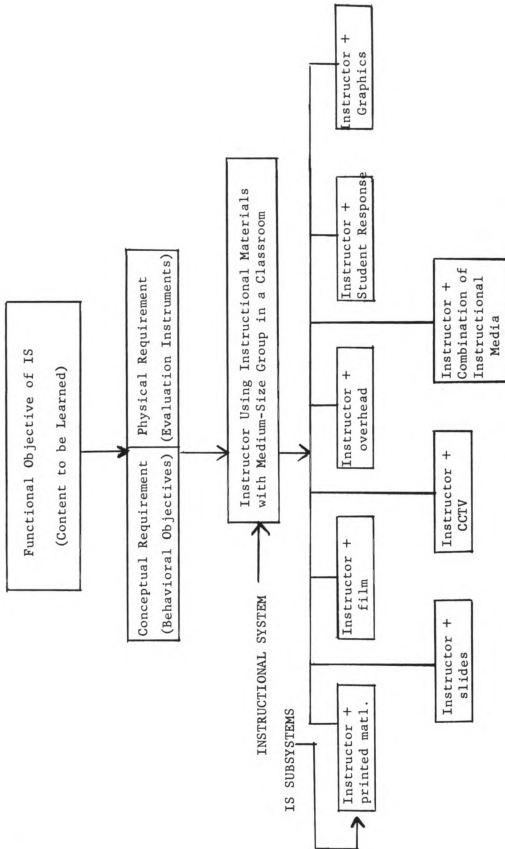 Functional Objective of IS
(Content to be Learned)
Conceptual Requirement
(Behavioral Objectives)
Physical Requirement
(Evaluation Instruments)
INSTRUCTIONAL SYSTEM
Instructor Using Instructional Materials
with Medium-Size Group in a Classroom
IS SUBSYSTEMS
Instructor +
printed matl.
Instructor +
film
Instructor +
overhead
Instructor +
Student Response
Instructor +
Graphics
Instructor +
slides
Instructor +
CCTV
Instructor +
Combination of
Instructional
Media